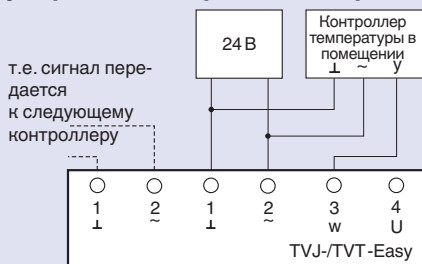 24 В
Контроллер
температуры в
помещении
⊥ ~ y
т.е. сигнал пере-
дается
к следующему
контроллеру
1 2 1 2 3 4
⊥ ~ ⊥ ~ w U
TVJ-/TVT-Easy